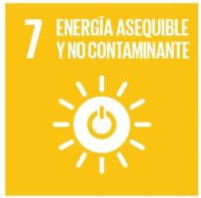 7 ENERGÍA ASEQUIBLE
Y NO CONTAMINANTE